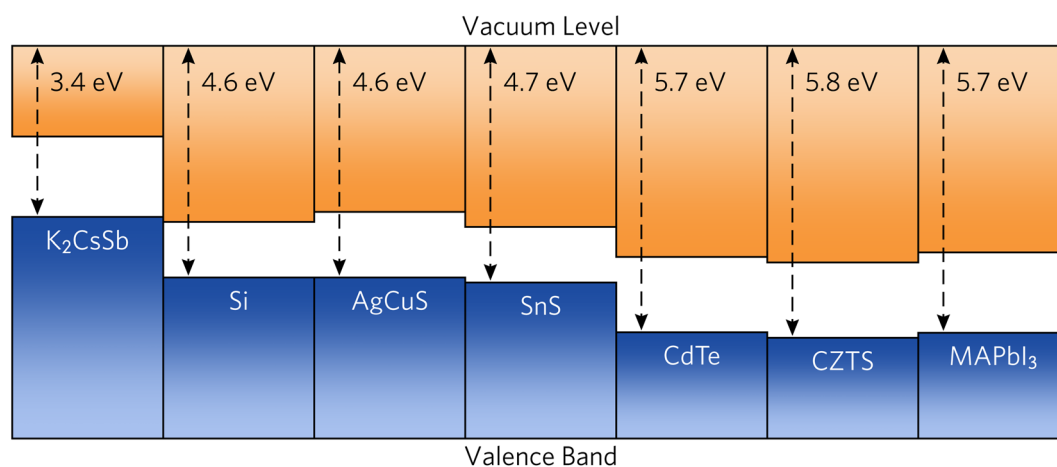 Vacuum Level
3.4 eV
4.6 eV
4.6 eV
4.7 eV
5.7 eV
5.8 eV
5.7 eV
K₂CsSb
Si
AgCuS
SnS
CdTe
CZTS
MAPbI₃
Valence Band